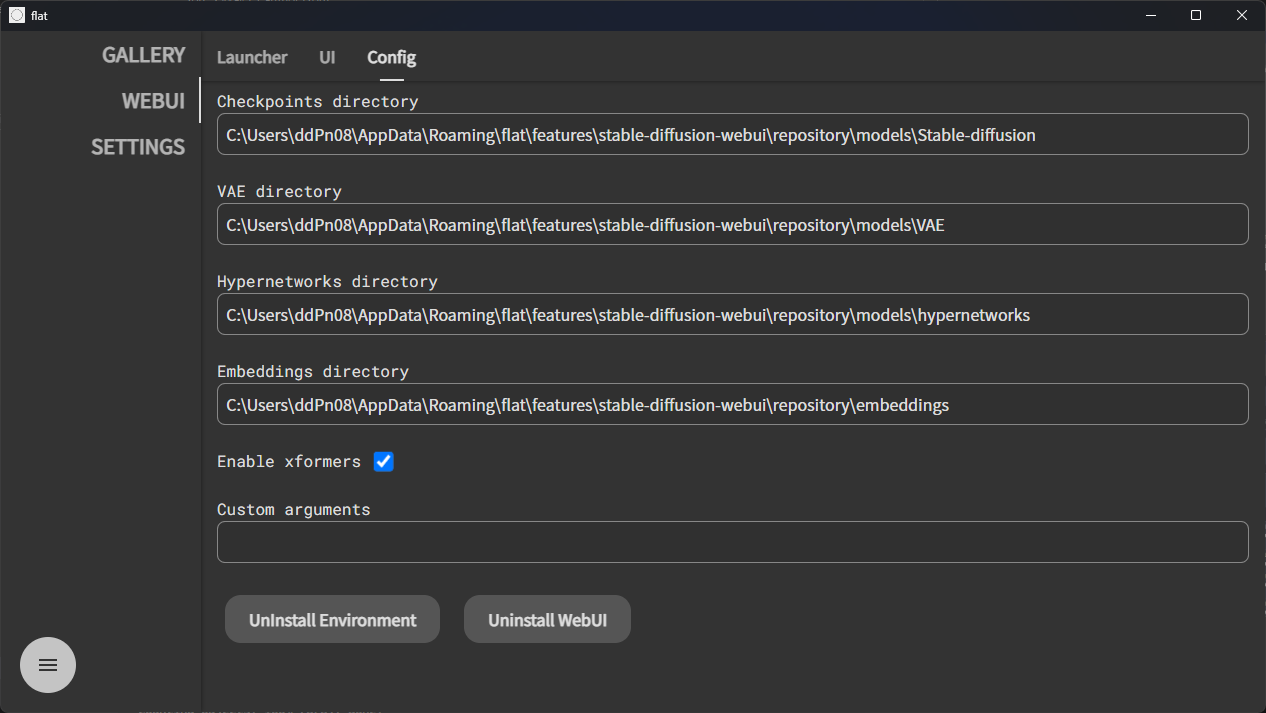 flat
GALLERY
WEBUI
SETTINGS
Launcher UI Config
Checkpoints directory
C:\Users\ddPn08\AppData\Roaming\flat\features\stable-diffusion-webui\repository\models\Stable-diffusion
VAE directory
C:\Users\ddPn08\AppData\Roaming\flat\features\stable-diffusion-webui\repository\models\VAE
Hypernetworks directory
C:\Users\ddPn08\AppData\Roaming\flat\features\stable-diffusion-webui\repository\models\hypernetworks
Embeddings directory
C:\Users\ddPn08\AppData\Roaming\flat\features\stable-diffusion-webui\repository\embeddings
Enable xformers
Custom arguments
UnInstall Environment Uninstall WebUI